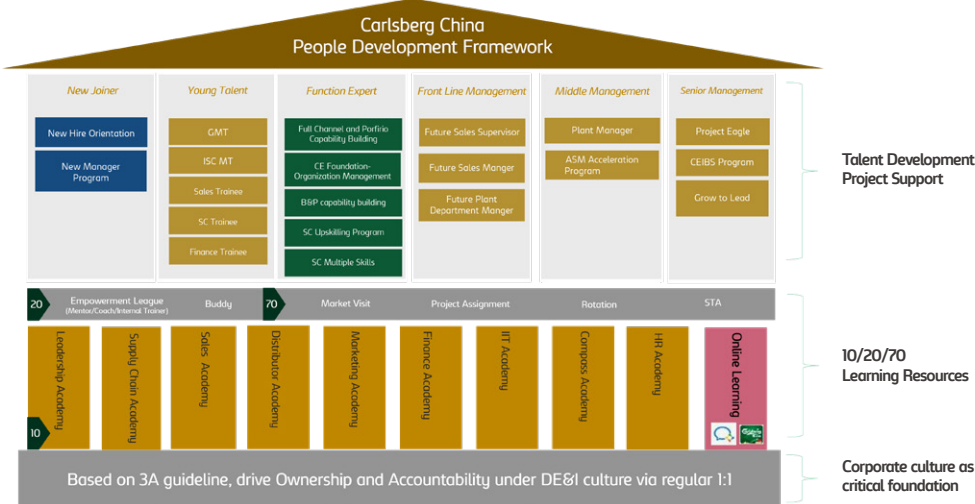 Carlsberg China
People Development Framework
New Joiner
New Hire Orientation
New Manager
Program
Young Talent
GMT
ISC MT
Sales Trainee
SC Trainee
Finance Trainee
Function Expert
Full Channel and Porfirio
Capability Building
CE Foundation-
Organization Management
B&P capability building
SC Upskilling Program
SC Multiple Skills
Front Line Management
Future Sales Supervisor
Future Sales Manger
Future Plant
Department Manger
Middle Management
Plant Manager
ASM Acceleration
Program
Senior Management
Project Eagle
CEIBS Program
Grow to Lead
Talent Development
Project Support
20
Empowerment League
(Mentor/Coach/Internal Trainer)
Buddy
70
Market Visit
Project Assignment
Rotation
STA
Leadership Academy
Supply Chain Academy
Sales Academy
Distributor Academy
Marketing Academy
Finance Academy
IIT Academy
Compass Academy
HR Academy
Online Learning
10
Carlsberg
10/20/70
Learning Resources
Based on 3A guideline, drive Ownership and Accountability under DE&I culture via regular 1:1
Corporate culture as
critical foundation